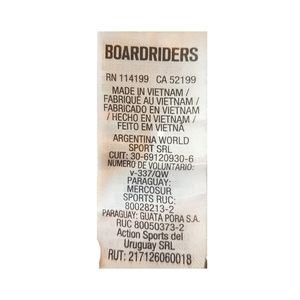 BOARDRIDERS
RN 114199 CA 52199
MADE IN VIETNAM /
FABRIQUÉ AU VIETNAM /
FABRICADO EN VIETNAM
/ HECHO EN VIETNAM /
FEITO EM VIETNÃ
ARGENTINA WORLD
SPORT SRL
CUIT: 30-69120930-6
NUMERO DE VOLUNTARIO:
v-337/QW
PARAGUAY:
MERCOSUR
SPORTS RUC:
80028213-2
PARAGUAY: GUATA PORA S.A.
RUC 80050373-2
Action Sports del
Uruguay SRL
RUT: 217126060018